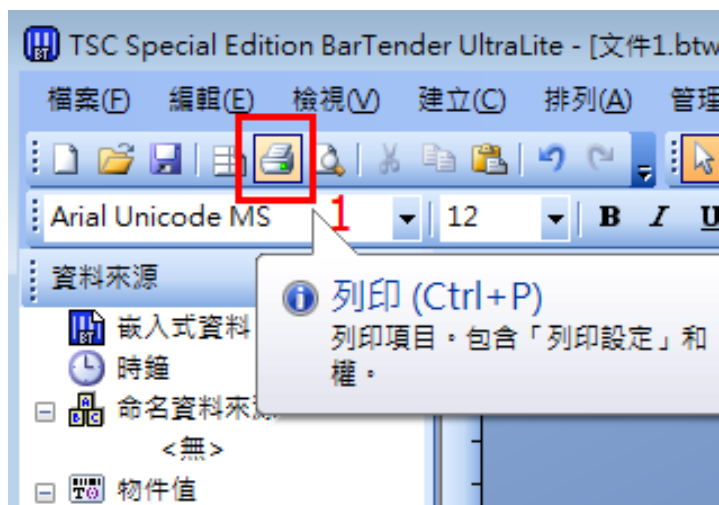 TSC Special Edition BarTender UltraLite - [文件1.btw
檔案(F) 編輯(E) 檢視(V) 建立(C) 排列(A) 管理
Arial Unicode MS 1 12 B I U
資料來源
列印 (Ctrl+P)
列印項目。包含「列印設定」和
權。
嵌入式資料
時鐘
命名資料來源
<無>
物件值